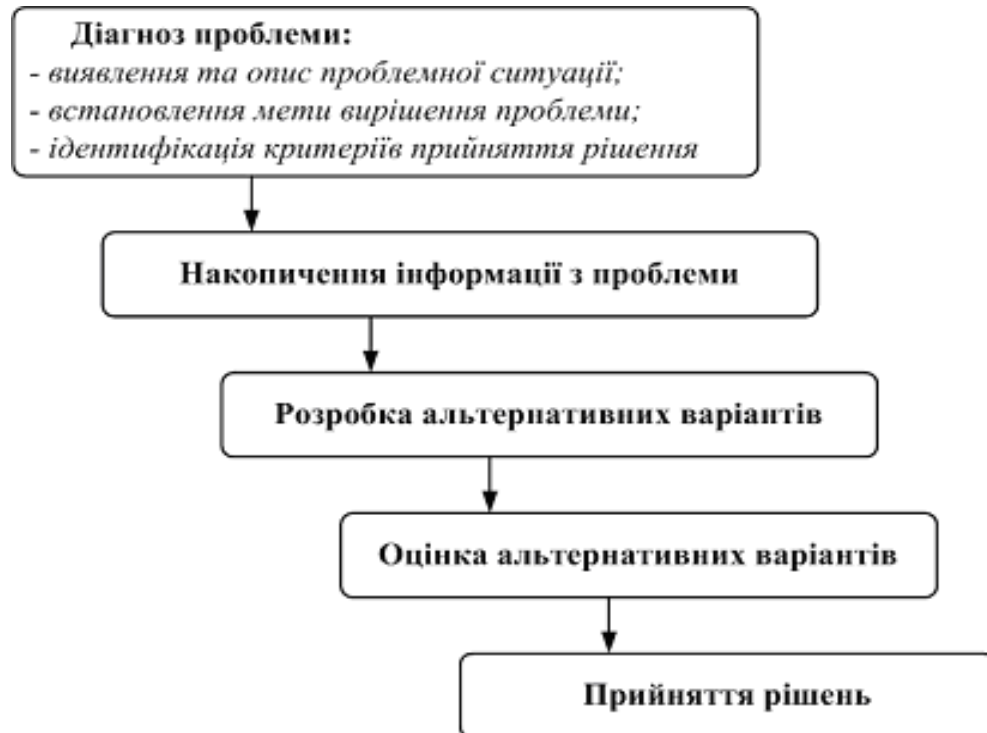 Діагноз проблеми:
- виявлення та опис проблемної ситуації;
- встановлення мети вирішення проблеми;
- ідентифікація критеріїв прийняття рішення
Накопичення інформації з проблеми
Розробка альтернативних варіантів
Оцінка альтернативних варіантів
Прийняття рішень